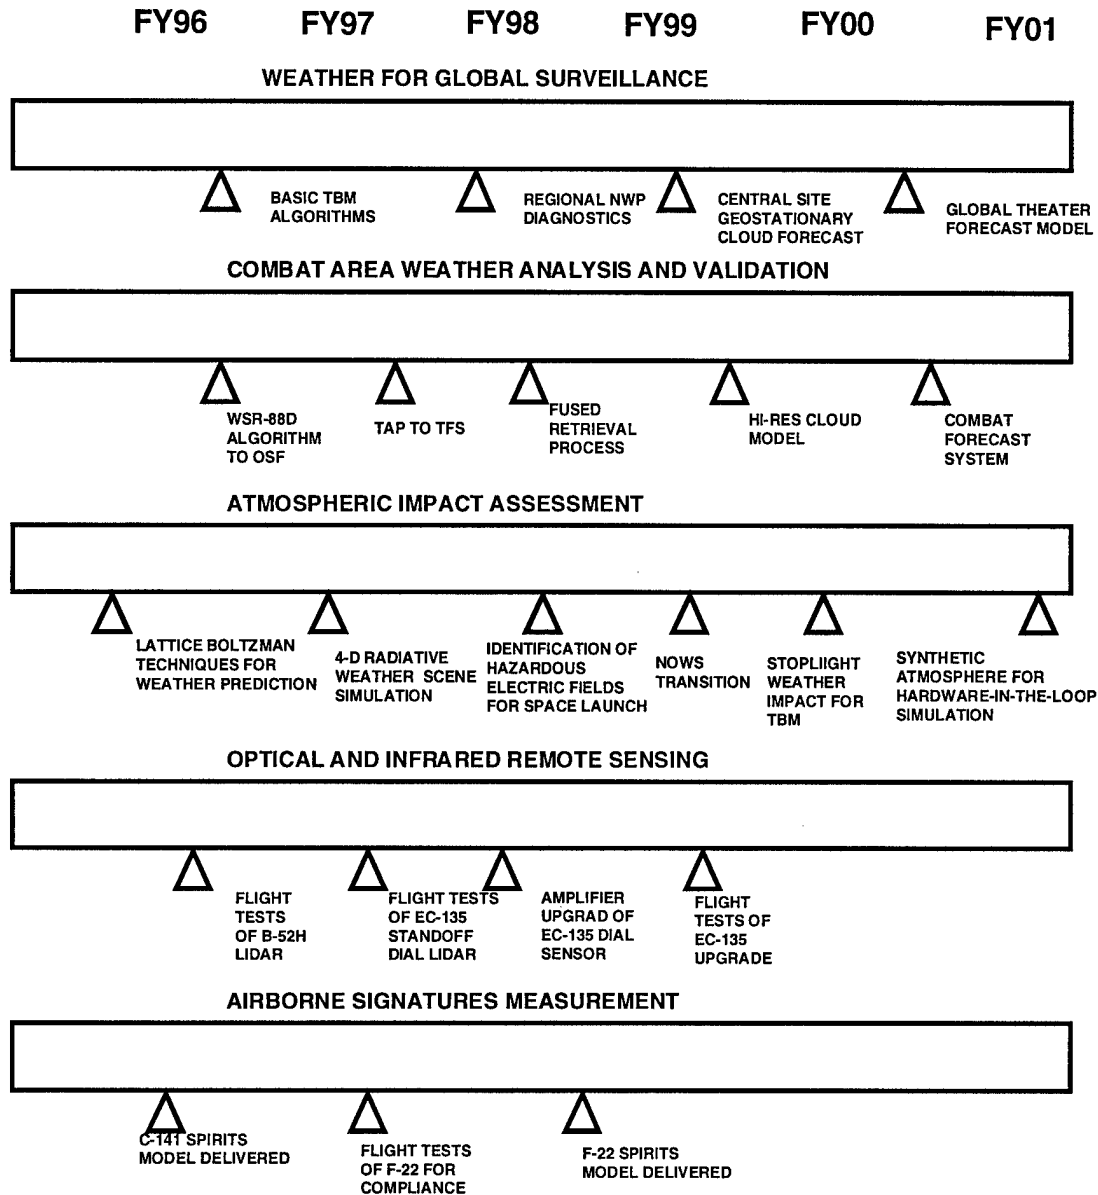 FY96 FY97 FY98 FY99 FY00 FY01
WEATHER FOR GLOBAL SURVEILLANCE
BASIC TBM
ALGORITHMS
REGIONAL NWP
DIAGNOSTICS
CENTRAL SITE
GEOSTATIONARY
CLOUD FORECAST
GLOBAL THEATER
FORECAST MODEL
COMBAT AREA WEATHER ANALYSIS AND VALIDATION
WSR-88D
ALGORITHM
TO OSF
TAP TO TFS
FUSED
RETRIEVAL
PROCESS
HI-RES CLOUD
MODEL
COMBAT
FORECAST
SYSTEM
ATMOSPHERIC IMPACT ASSESSMENT
LATTICE BOLTZMAN
TECHNIQUES FOR
WEATHER PREDICTION
4-D RADIATIVE
WEATHER SCENE
SIMULATION
IDENTIFICATION OF
HAZARDOUS
ELECTRIC FIELDS
FOR SPACE LAUNCH
NOWS
TRANSITION
STOPLIIGHT
WEATHER
IMPACT FOR
TBM
SYNTHETIC
ATMOSPHERE FOR
HARDWARE-IN-THE-LOOP
SIMULATION
OPTICAL AND INFRARED REMOTE SENSING
FLIGHT
TESTS
OF B-52H
LIDAR
FLIGHT TESTS
OF EC-135
STANDOFF
DIAL LIDAR
AMPLIFIER
UPGRAD OF
EC-135 DIAL
SENSOR
FLIGHT
TESTS OF
EC-135
UPGRADE
AIRBORNE SIGNATURES MEASUREMENT
C-141 SPIRITS
MODEL DELIVERED
FLIGHT TESTS
OF F-22 FOR
COMPLIANCE
F-22 SPIRITS
MODEL DELIVERED